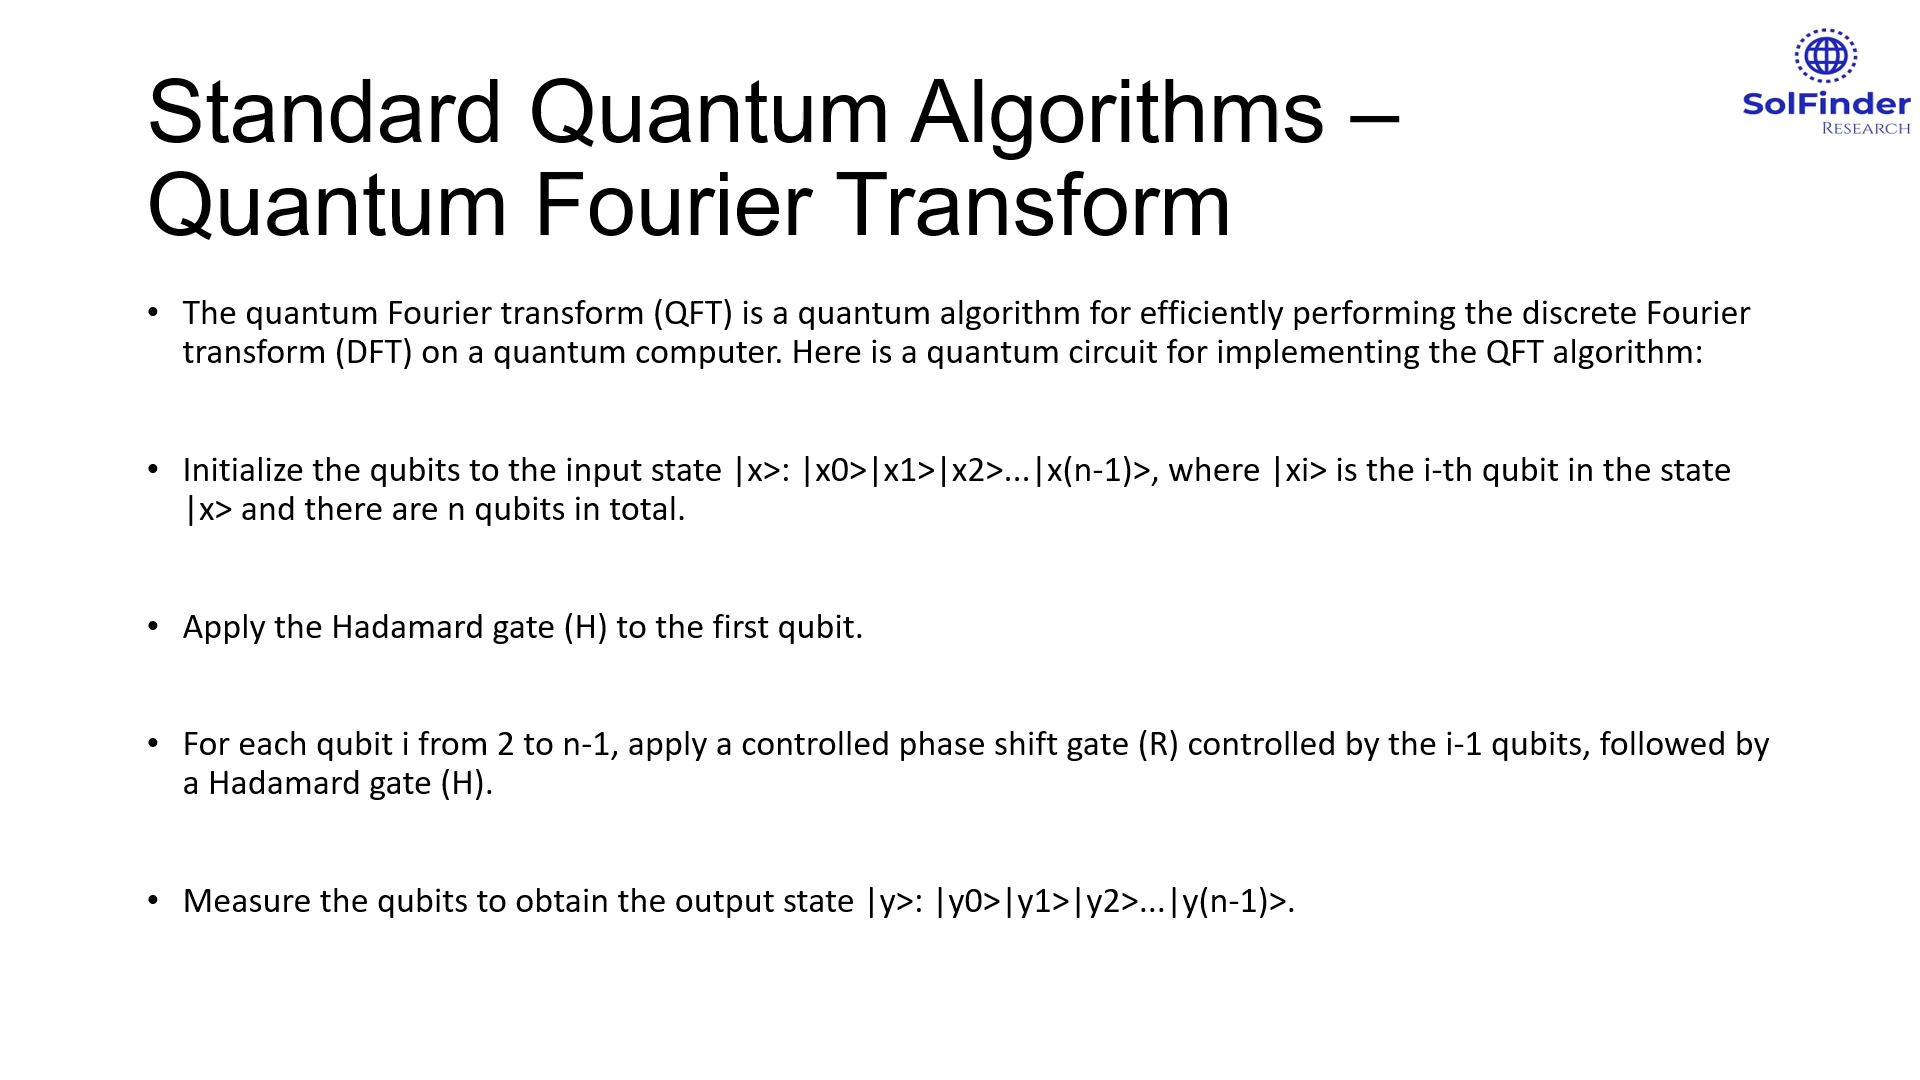 SolFinder
RESEARCH
Standard Quantum Algorithms –
Quantum Fourier Transform
• The quantum Fourier transform (QFT) is a quantum algorithm for efficiently performing the discrete Fourier
transform (DFT) on a quantum computer. Here is a quantum circuit for implementing the QFT algorithm:
• Initialize the qubits to the input state |x>: |x0>|x1>|x2>...|x(n-1)>, where |xi> is the i-th qubit in the state
|x> and there are n qubits in total.
• Apply the Hadamard gate (H) to the first qubit.
• For each qubit i from 2 to n-1, apply a controlled phase shift gate (R) controlled by the i-1 qubits, followed by
a Hadamard gate (H).
• Measure the qubits to obtain the output state |y>: |y0>|y1>|y2>...|y(n-1)>.